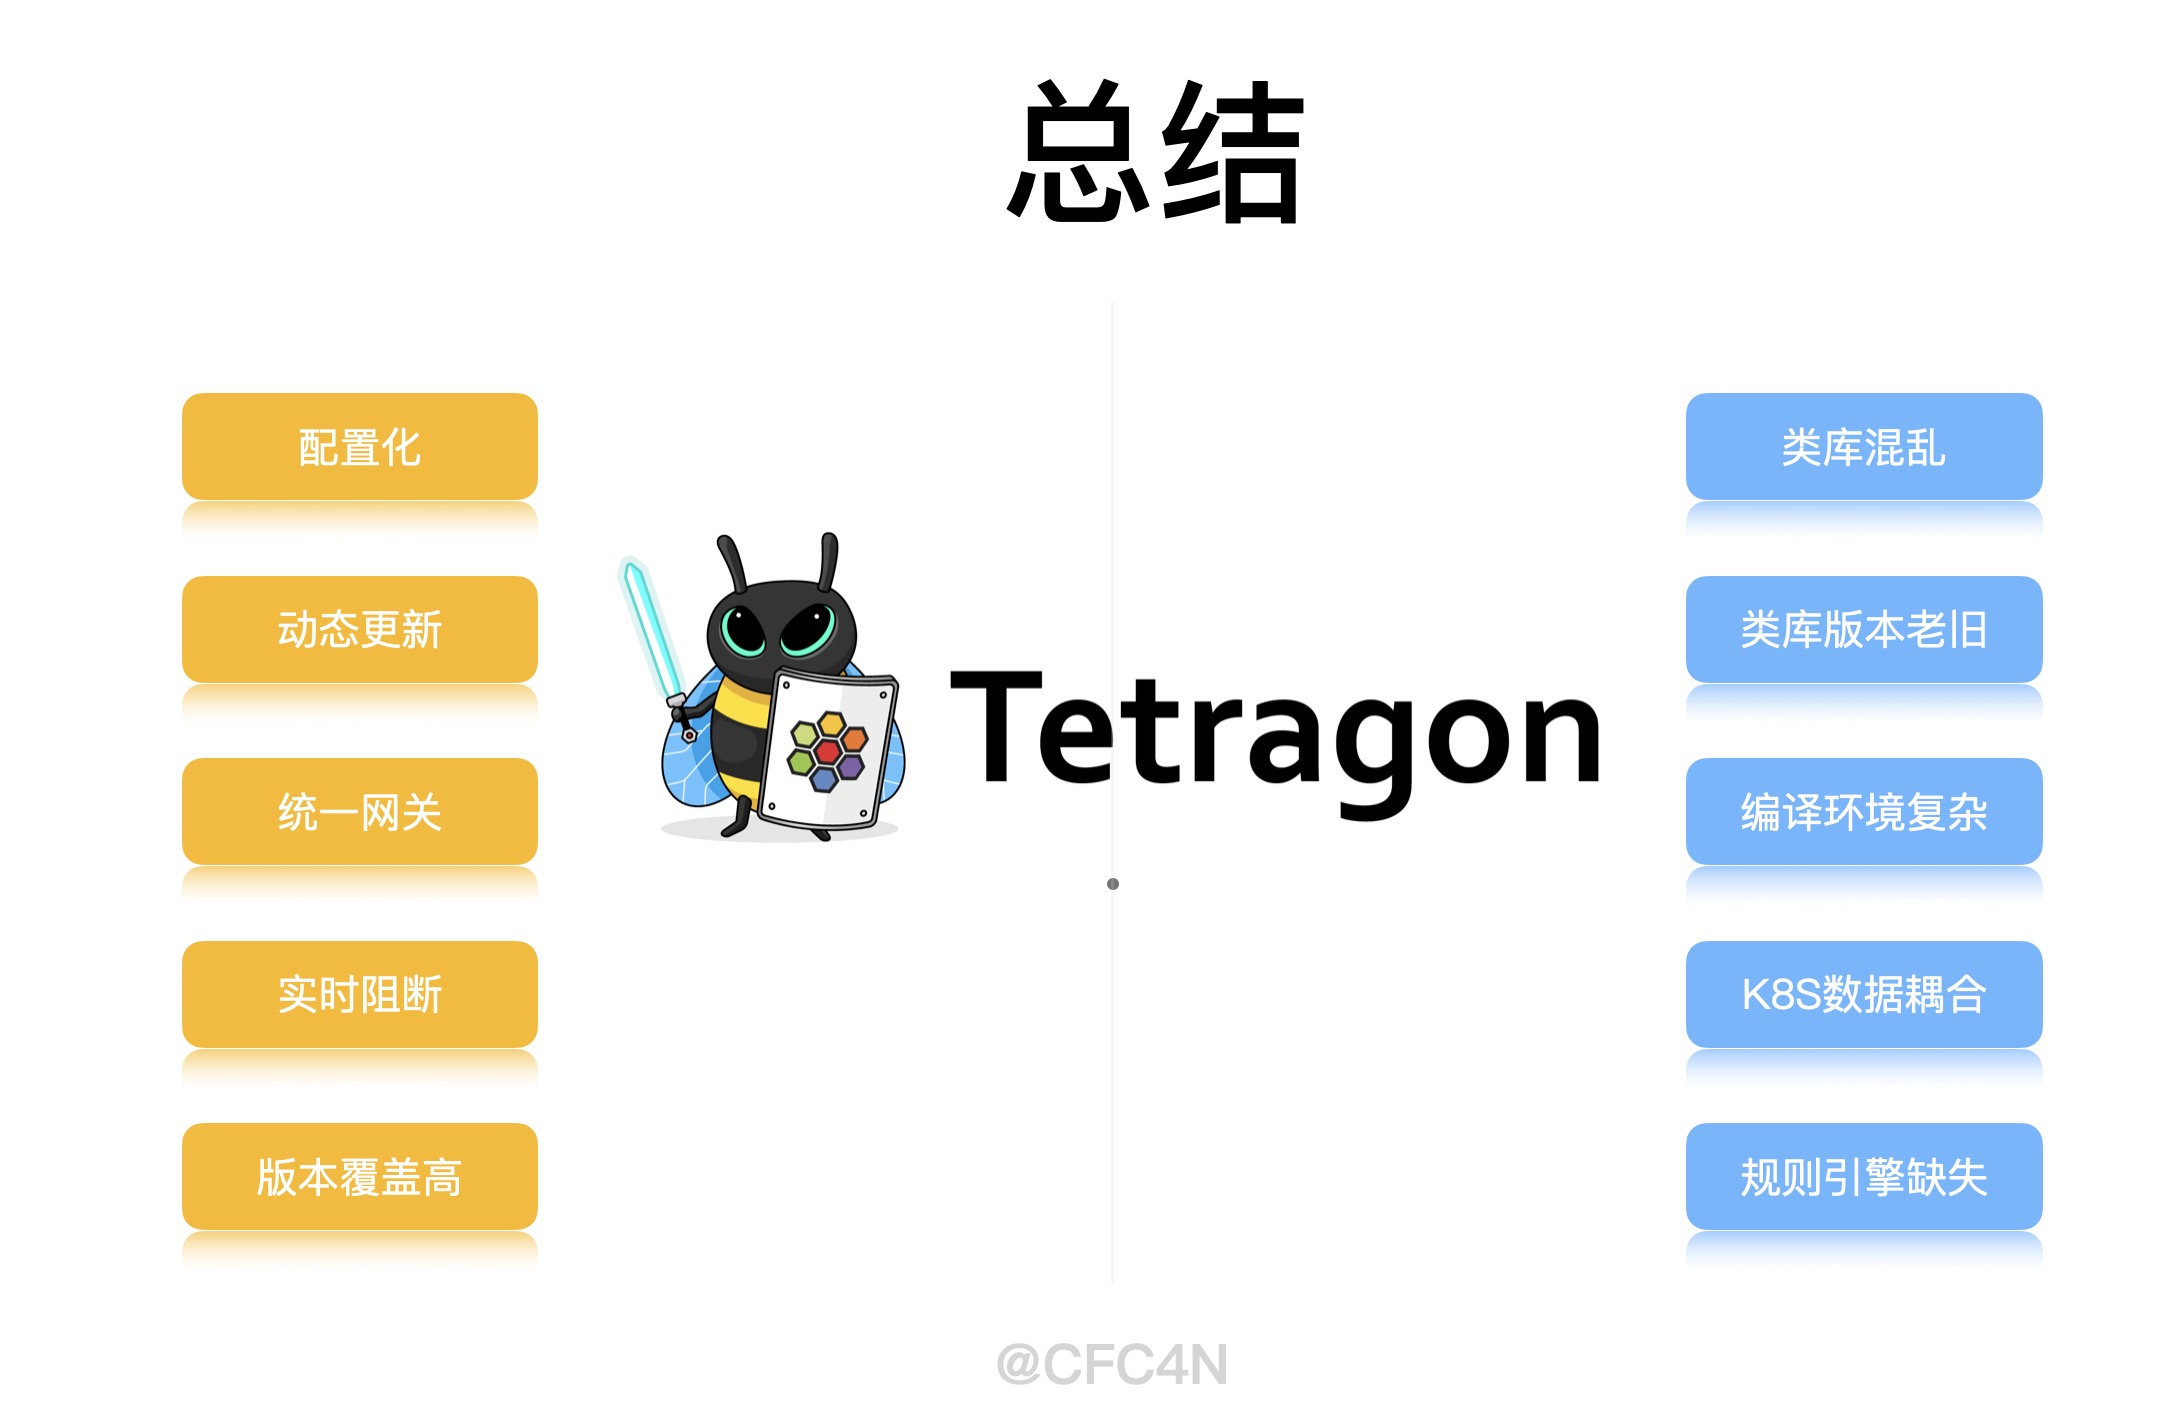 总结
配置化
动态更新
统一网关
实时阻断
版本覆盖高
Tetragon
类库混乱
类库版本老旧
编译环境复杂
K8S数据耦合
规则引擎缺失
@CFC4N